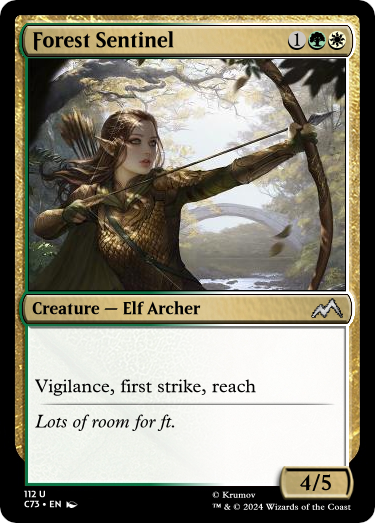 Forest Sentinel 1
Creature — Elf Archer
Vigilance, first strike, reach
Lots of room for ft.
4/5
112 U
C73 • EN
© Krumov
™ & © 2024 Wizards of the Coast